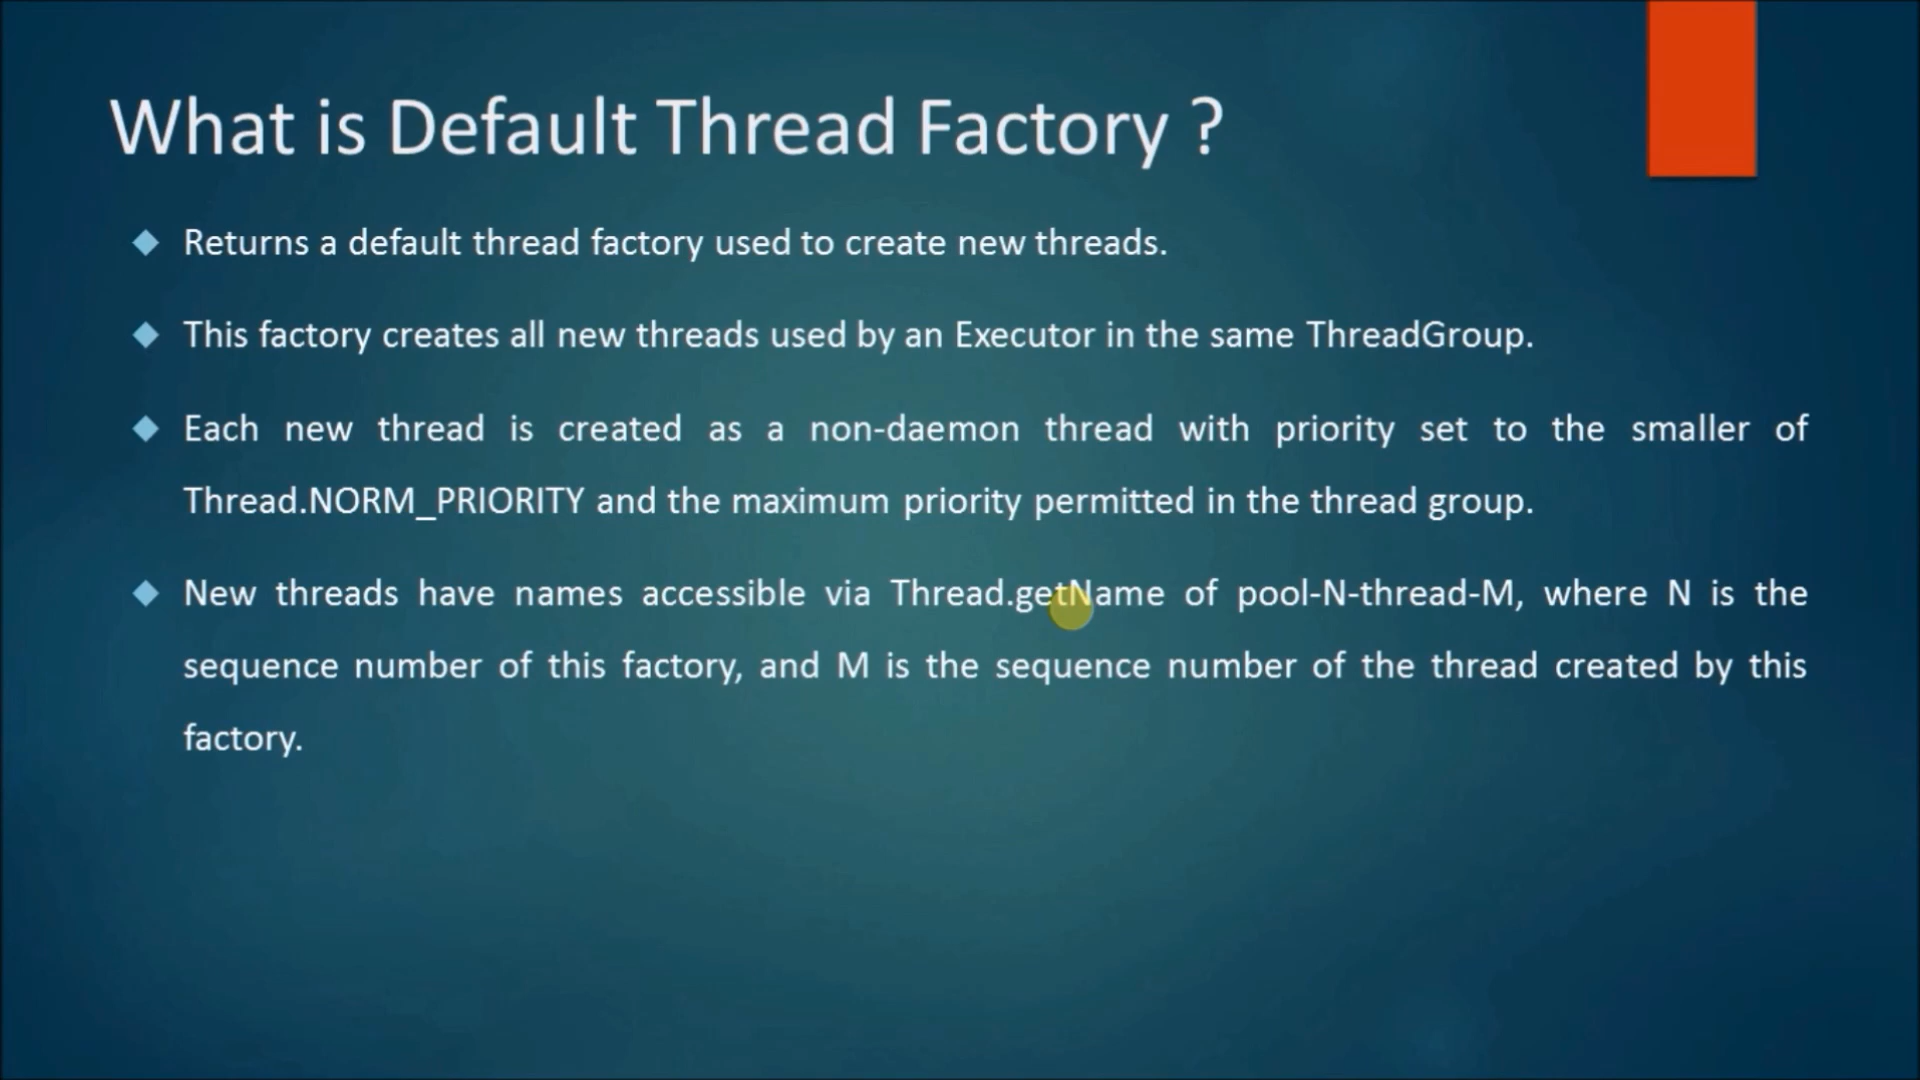 What is Default Thread Factory ?
Returns a default thread factory used to create new threads.
This factory creates all new threads used by an Executor in the same ThreadGroup.
Each new thread is created as a non-daemon thread with priority set to the smaller of
Thread.NORM_PRIORITY and the maximum priority permitted in the thread group.
New threads have names accessible via Thread.getName of pool-N-thread-M, where N is the
sequence number of this factory, and M is the sequence number of the thread created by this
factory.